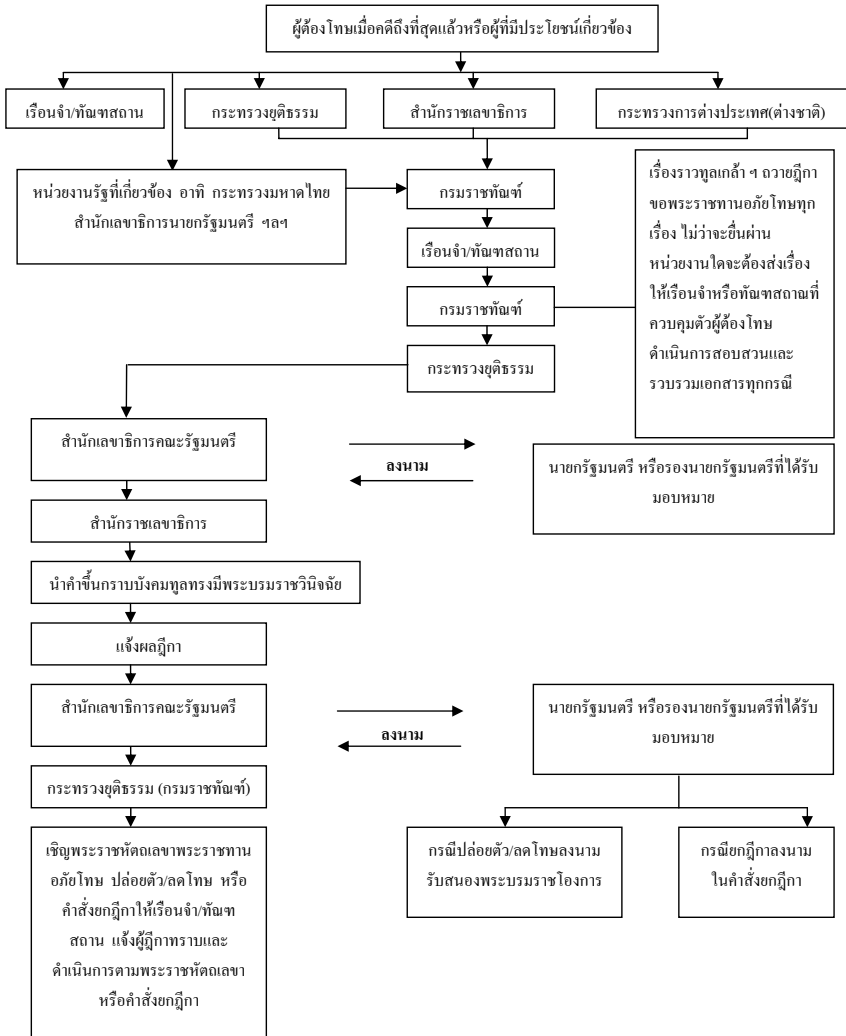 ผู้ต้องโทษเมื่อคดีถึงที่สุดแล้วหรือผู้ที่มีประโยชน์เกี่ยวข้อง
เรือนจำ/ทัณฑสถาน
กระทรวงยุติธรรม
สำนักราชเลขาธิการ
กระทรวงการต่างประเทศ(ต่างชาติ)
หน่วยงานรัฐที่เกี่ยวข้อง อาทิ กระทรวงมหาดไทย
สำนักเลขาธิการนายกรัฐมนตรี ฯลฯ
กรมราชทัณฑ์
เรือนจำ/ทัณฑสถาน
กรมราชทัณฑ์
กระทรวงยุติธรรม
เรื่องราวทูลเกล้า ฯ ถวายฎีกา
ขอพระราชทานอภัยโทษทุก
เรื่อง ไม่ว่าจะยื่นผ่าน
หน่วยงานใดจะต้องส่งเรื่อง
ให้เรือนจำหรือทัณฑสถาณที่
ควบคุมตัวผู้ต้องโทษ
ดำเนินการสอบสวนและ
รวบรวมเอกสารทุกกรณี
สำนักเลขาธิการคณะรัฐมนตรี
ลงนาม
นายกรัฐมนตรี หรือรองนายกรัฐมนตรีที่ได้รับ
มอบหมาย
สำนักราชเลขาธิการ
นำคำขึ้นกราบบังคมทูลทรงมีพระบรมราชวินิจฉัย
แจ้งผลฎีกา
สำนักเลขาธิการคณะรัฐมนตรี
ลงนาม
นายกรัฐมนตรี หรือรองนายกรัฐมนตรีที่ได้รับ
มอบหมาย
กระทรวงยุติธรรม (กรมราชทัณฑ์)
เชิญพระราชหัตถเลขาพระราชทาน
อภัยโทษ ปล่อยตัว/ลดโทษ หรือ
คำสั่งยกฎีกาให้เรือนจำ/ทัณฑ
สถาน แจ้งผู้ฎีกาทราบและ
ดำเนินการตามพระราชหัตถเลขา
หรือคำสั่งยกฎีกา
กรณีปล่อยตัว/ลดโทษลงนาม
รับสนองพระบรมราชโองการ
กรณียกฎีกาลงนาม
ในคำสั่งยกฎีกา